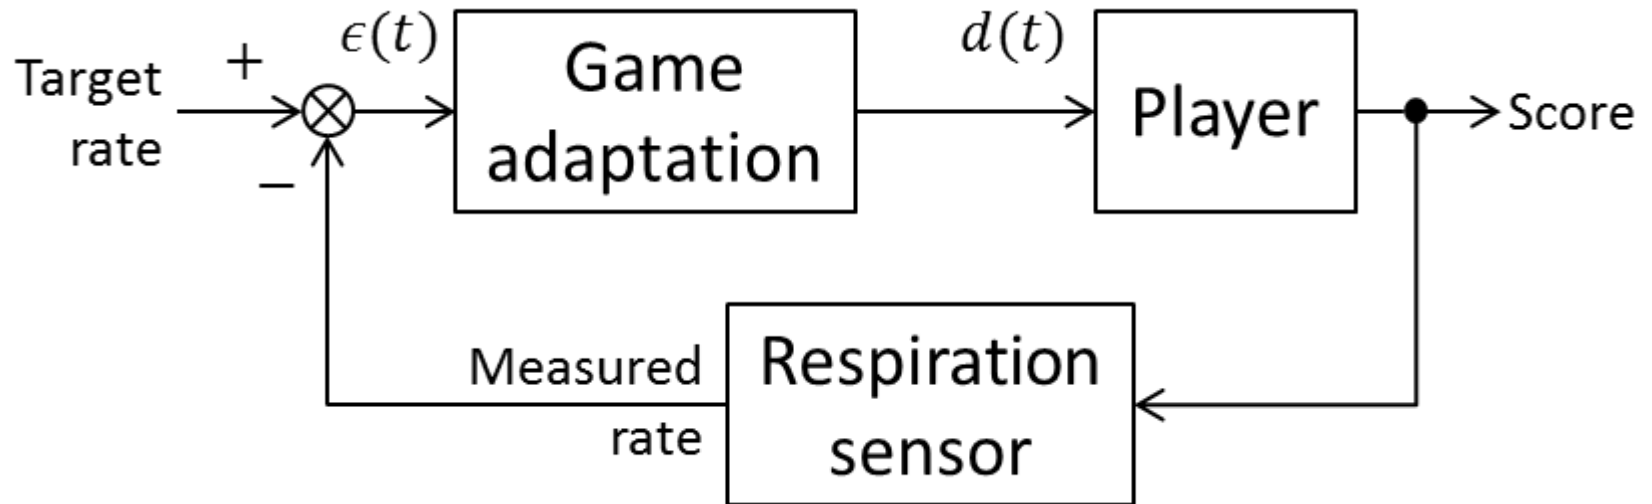 Target
rate
+
−
ϵ(t)
Game
adaptation
d(t)
Player
Score
Measured
rate
Respiration
sensor